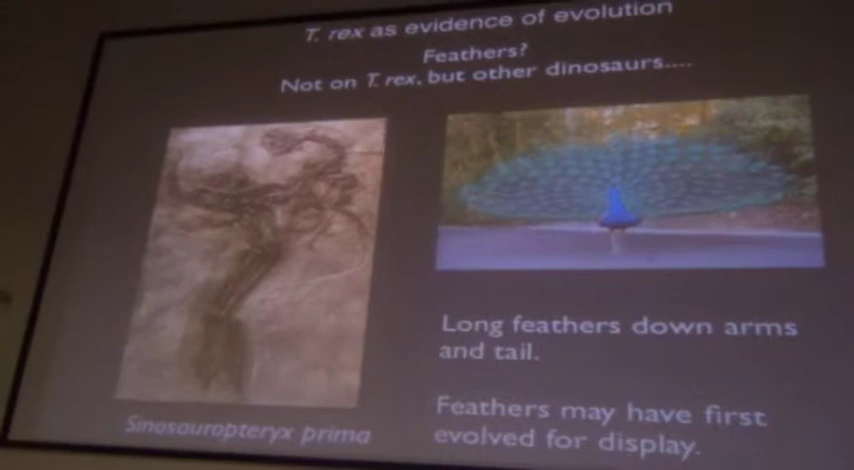 T. rex as evidence of evolution
Feathers?
Not on T. rex, but other dinosaurs....
Long feathers down arms
and tail.
Feathers may have first
evolved for display.
Sinosauropteryx prima